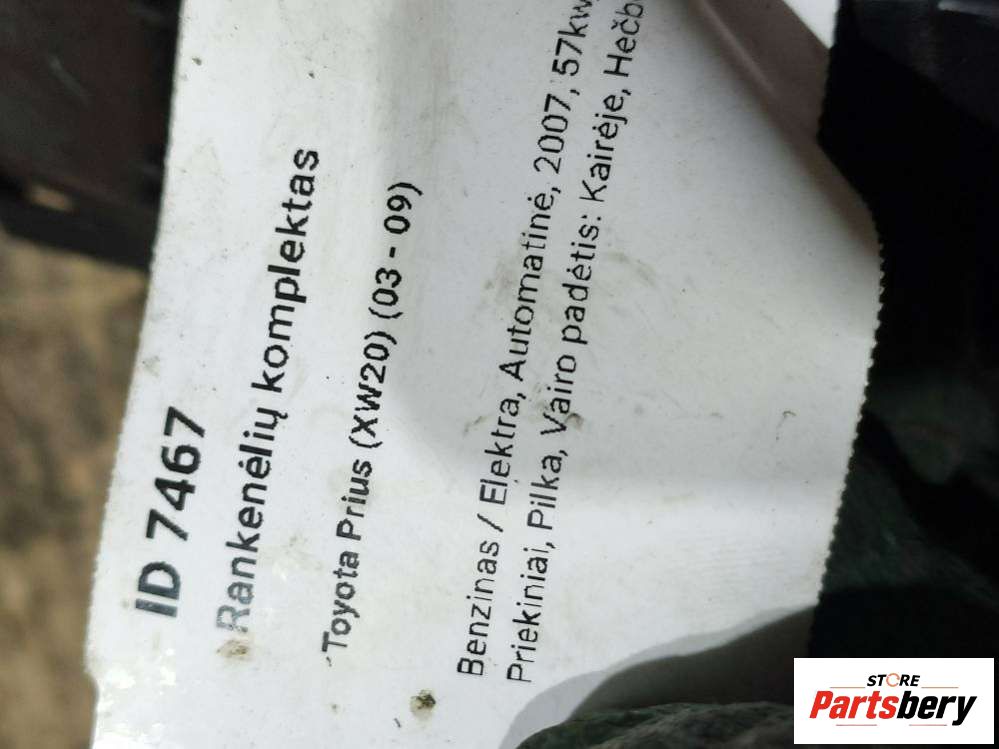 ID 7467
Rankenėlių komplektas
Toyota Prius (XW20) (03 - 09)
Benzinas / Elektra, Automatinė, 2007, 57kw,
Priekiniai, Pilka, Vairo padėtis: Kairėje,
STORE
Partsbery